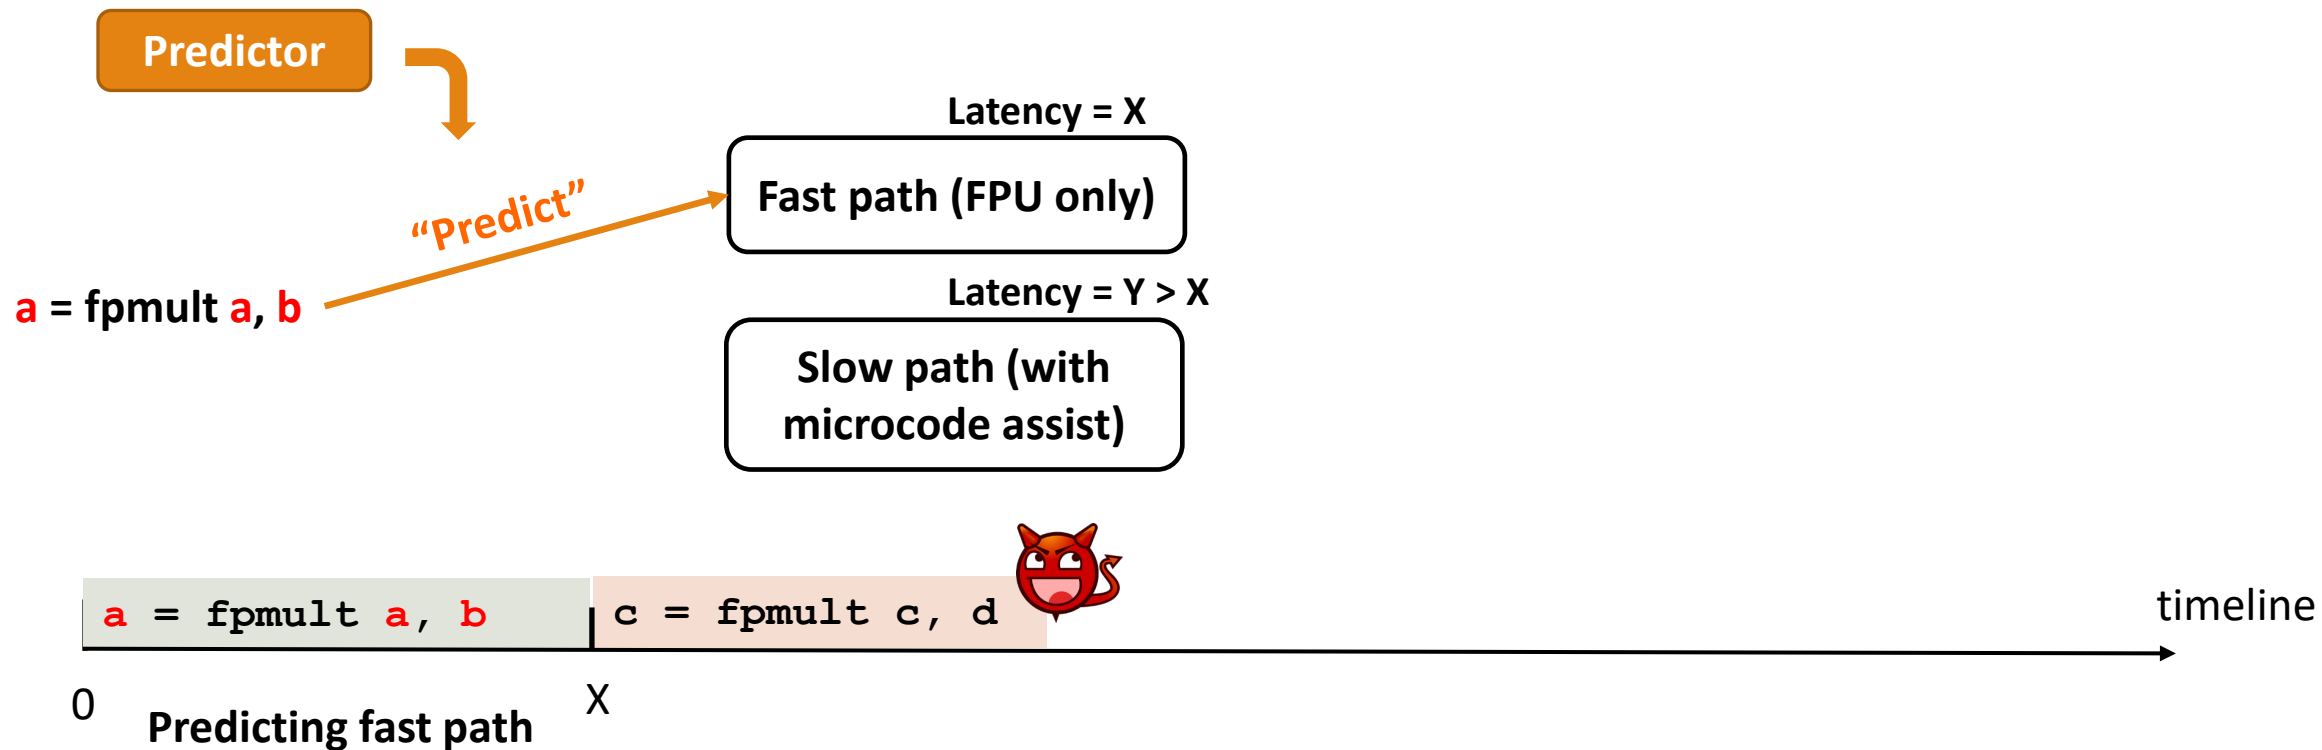 Predictor
Latency = X
Fast path (FPU only)
“Predict”
a = fpmult a, b
Latency = Y > X
Slow path (with
microcode assist)
a = fpmult a, b
c = fpmult c, d
timeline
0
X
Predicting fast path